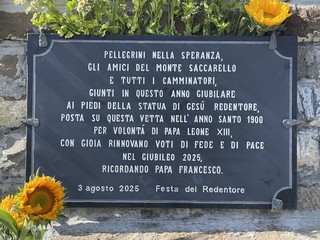 PELLEGRINI NELLA SPERANZA,
GLI AMICI DEL MONTE SACCARELLO
E TUTTI I CAMMINATORI,
GIUNTI IN QUESTO ANNO GIUBILARE
AI PIEDI DELLA STATUA DI GESÚ REDENTORE,
POSTA SU QUESTA VETTA NELL' ANNO SANTO 1900
PER VOLONTÁ DI PAPA LEONE XIII,
CON GIOIA RINNOVANO VOTI DI FEDE E DI PACE
NEL GIUBILEO 2025,
RICORDANDO PAPA FRANCESCO.
3 agosto 2025 Festa del Redentore